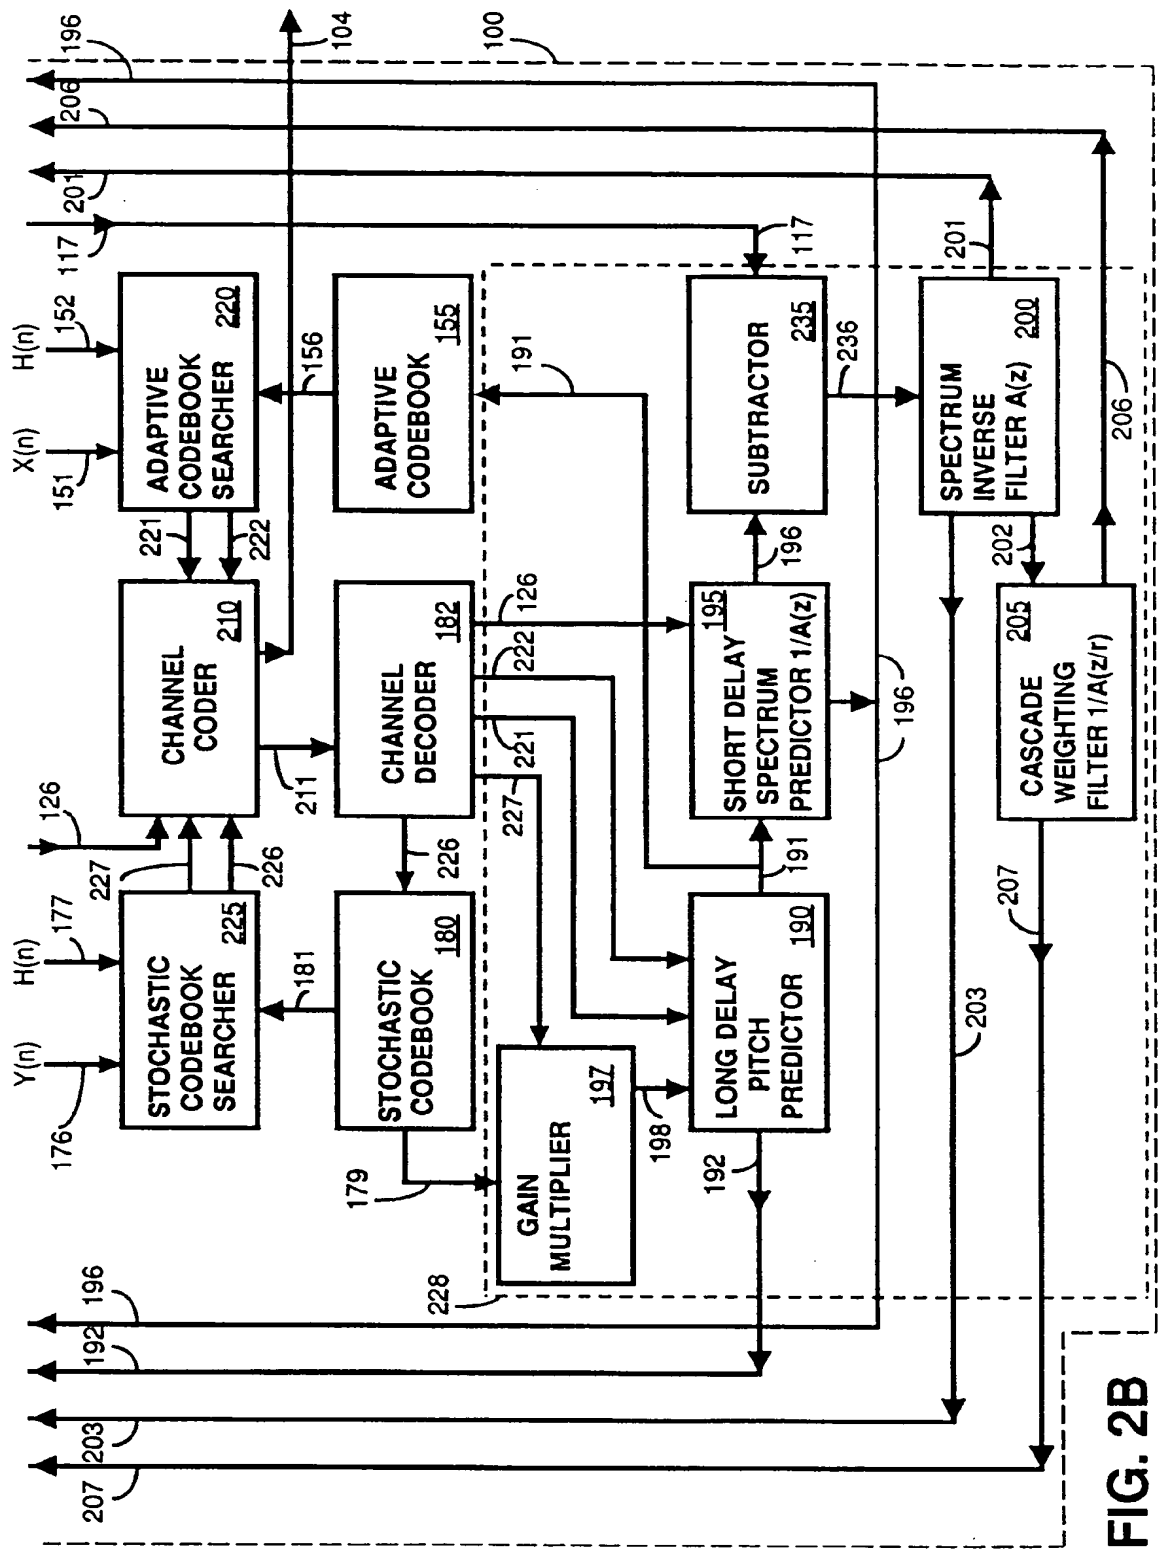 Y(n)
H(n)
X(n)
H(n)
207
203
192
196
176
177
126
151
152
117
201
206
196
STOCHASTIC
CODEBOOK
SEARCHER
225
227
226
CHANNEL
CODER
210
221
222
ADAPTIVE
CODEBOOK
SEARCHER
220
104
181
211
156
100
STOCHASTIC
CODEBOOK
180
226
CHANNEL
DECODER
182
ADAPTIVE
CODEBOOK
155
179
228
227
221
222
126
191
GAIN
MULTIPLIER
197
198
192
LONG DELAY
PITCH
PREDICTOR
190
191
SHORT DELAY
SPECTRUM
PREDICTOR 1/A(z)
195
196
SUBTRACTOR
235
117
236
196
203
SPECTRUM
INVERSE
FILTER A(z)
200
201
202
207
CASCADE
WEIGHTING
FILTER 1/A(z/r)
205
206
FIG. 2B